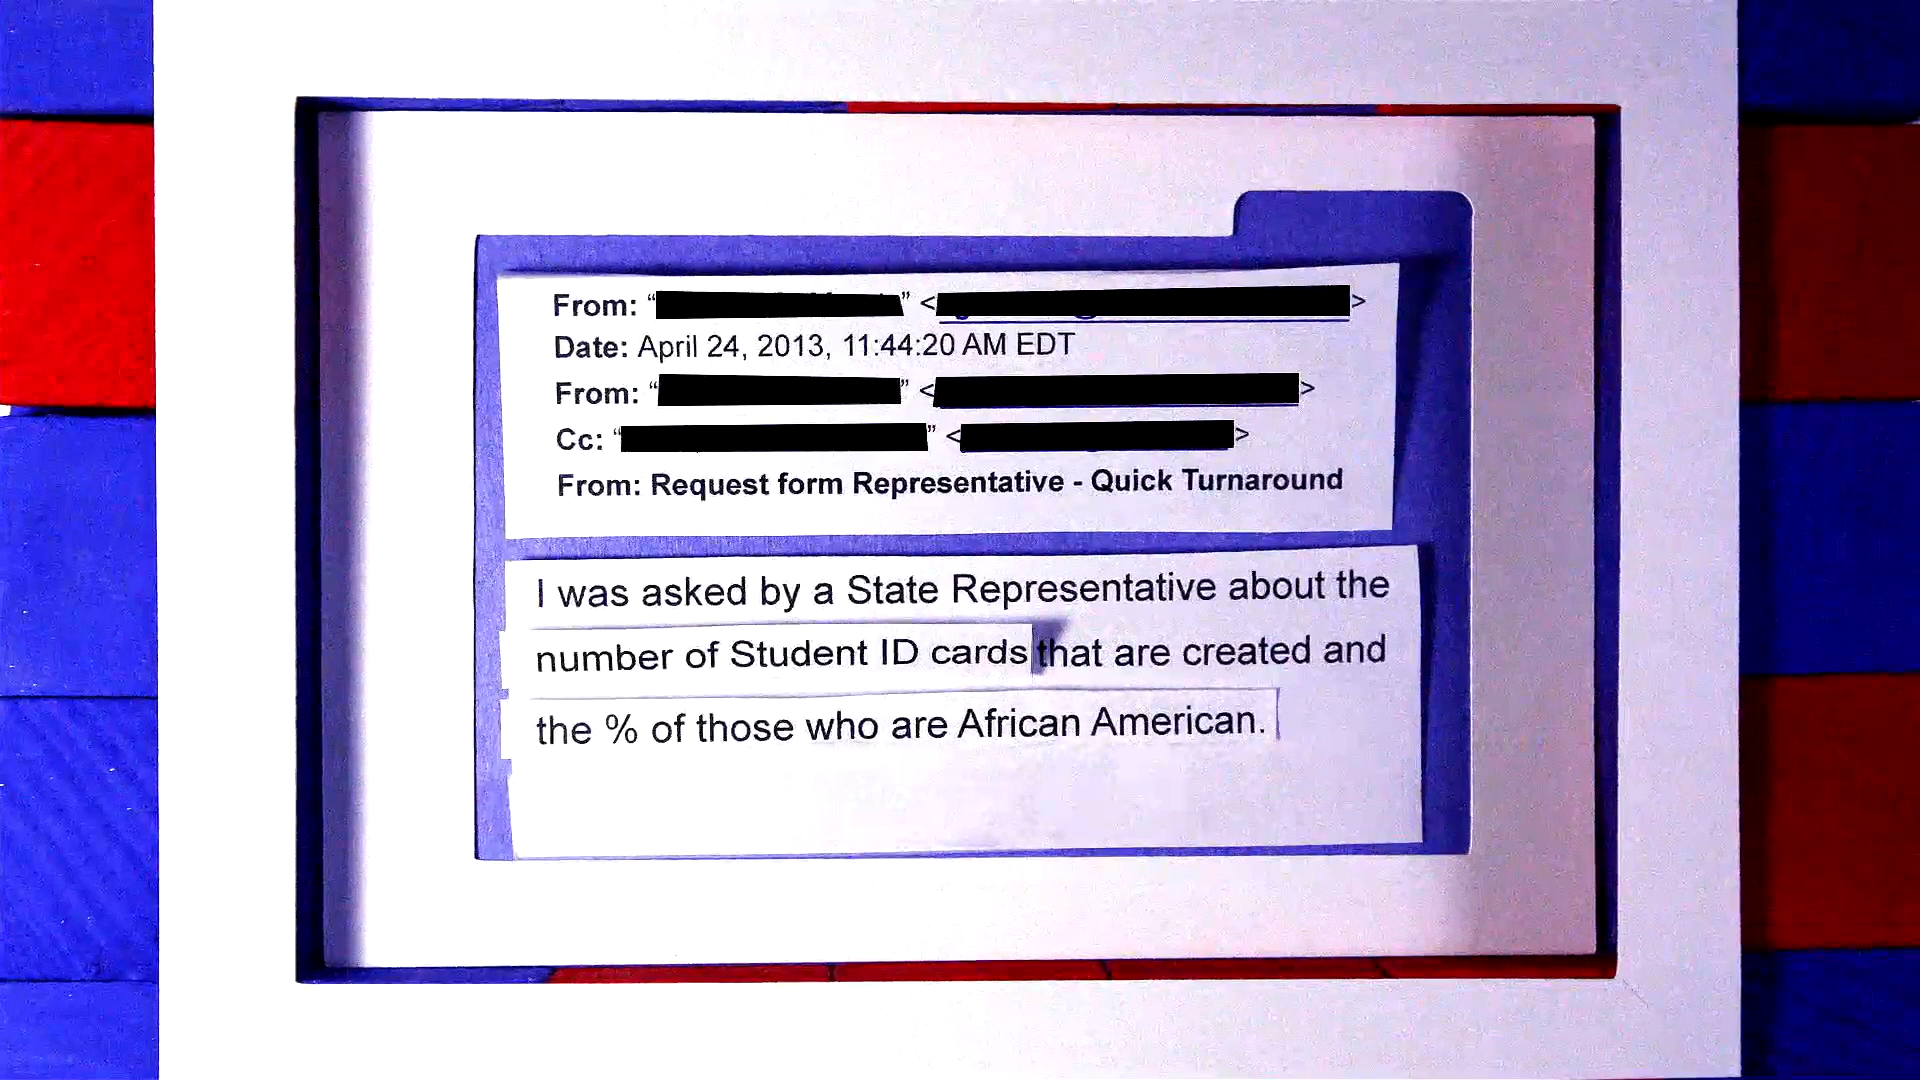 From: “ ” < >
Date: April 24, 2013, 11:44:20 AM EDT
From: “ ” < >
Cc: “ ” < >
From: Request form Representative - Quick Turnaround
I was asked by a State Representative about the
number of Student ID cards that are created and
the % of those who are African American.